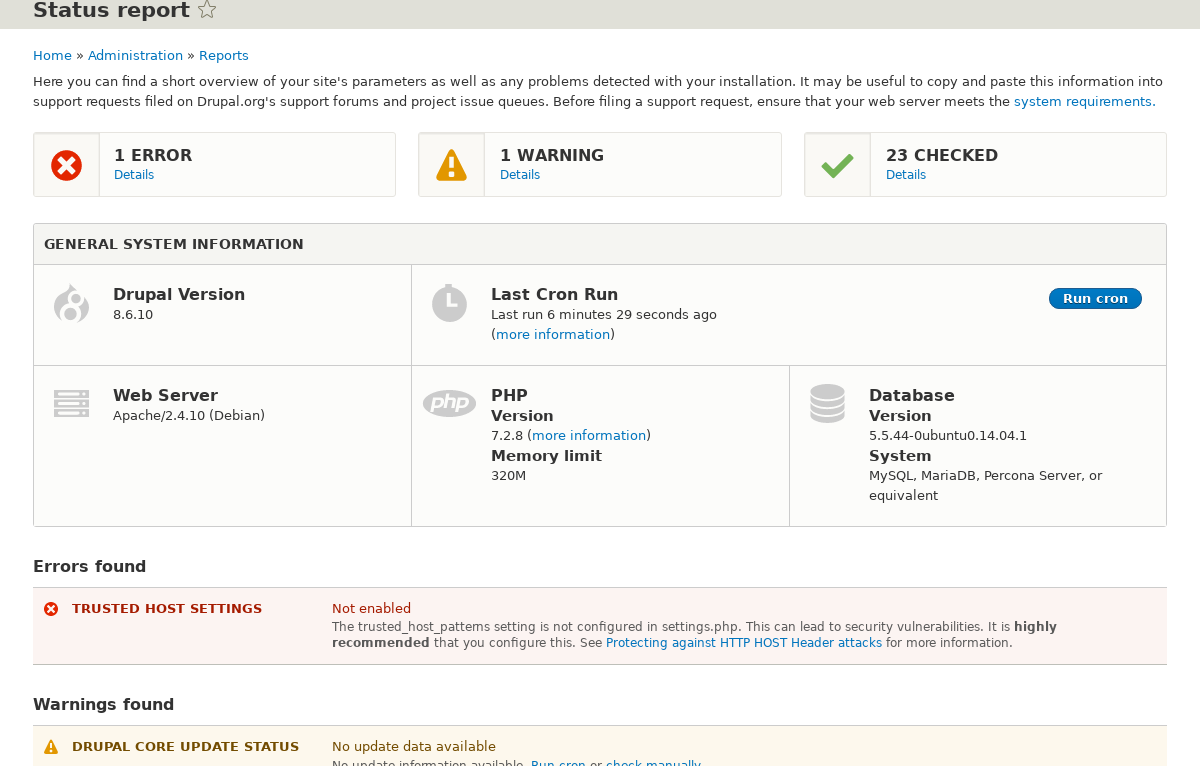 Status report
Home » Administration » Reports
Here you can find a short overview of your site's parameters as well as any problems detected with your installation. It may be useful to copy and paste this information into
support requests filed on Drupal.org's support forums and project issue queues. Before filing a support request, ensure that your web server meets the system requirements.
1 ERROR
Details
1 WARNING
Details
23 CHECKED
Details
GENERAL SYSTEM INFORMATION
Drupal Version
8.6.10
Last Cron Run
Last run 6 minutes 29 seconds ago
(more information)
Run cron
Web Server
Apache/2.4.10 (Debian)
php
PHP
Version
7.2.8 (more information)
Memory limit
320M
Database
Version
5.5.44-0ubuntu0.14.04.1
System
MySQL, MariaDB, Percona Server, or
equivalent
Errors found
TRUSTED HOST SETTINGS
Not enabled
The trusted_host_patterns setting is not configured in settings.php. This can lead to security vulnerabilities. It is highly
recommended that you configure this. See Protecting against HTTP HOST Header attacks for more information.
Warnings found
DRUPAL CORE UPDATE STATUS
No update data available
No update information available. Run cron or check manually.